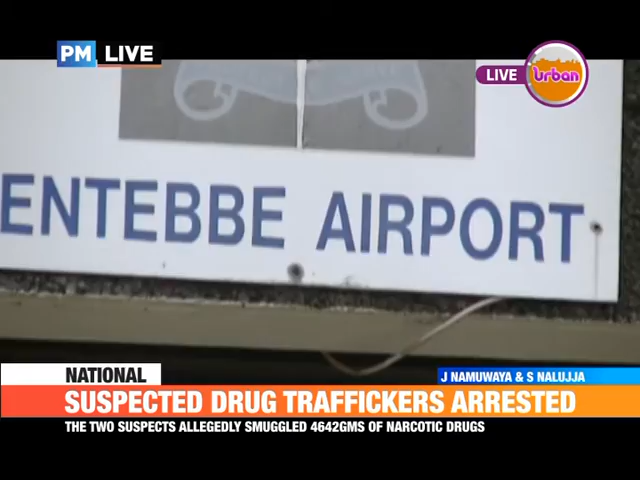 PM LIVE
LIVE Urban
ENTEBBE AIRPORT
NATIONAL
J NAMUWAYA & S NALUJJA
SUSPECTED DRUG TRAFFICKERS ARRESTED
THE TWO SUSPECTS ALLEGEDLY SMUGGLED 4642GMS OF NARCOTIC DRUGS